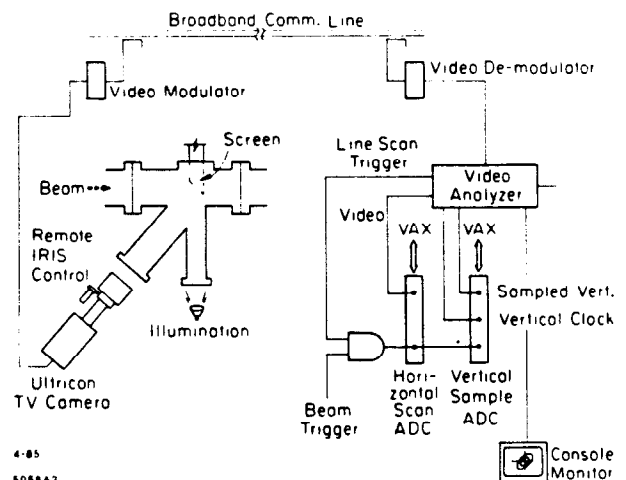 Broadband Comm. Line
Video Modulator
Video De-modulator
Screen
Line Scan
Trigger
Video
Analyzer
Beam
Video
Remote
IRIS
Control
VAX
VAX
Sampled Vert.
Vertical Clock
Illumination
Ultricon
TV Camera
Beam
Trigger
Hori-
zontal
Scan
ADC
Vertical
Sample
ADC
Console
Monitor
4-85
5088A2